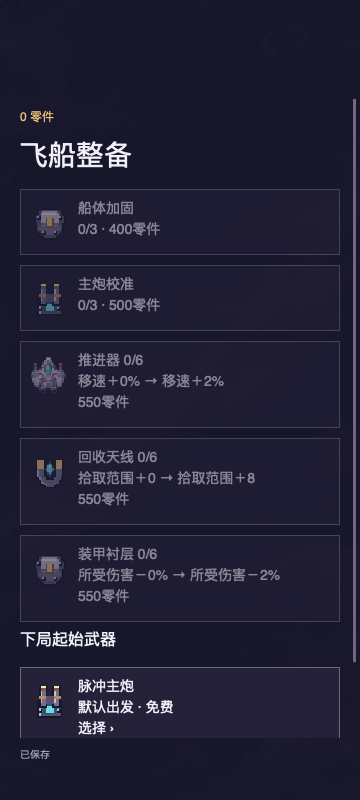 0 零件
飞船整备
船体加固
0/3 · 400零件
主炮校准
0/3 · 500零件
推进器 0/6
移速＋0% → 移速＋2%
550零件
回收天线 0/6
拾取范围＋0 → 拾取范围＋8
550零件
装甲衬层 0/6
所受伤害－0% → 所受伤害－2%
550零件
下局起始武器
脉冲主炮
默认出发 · 免费
选择 ›
已保存